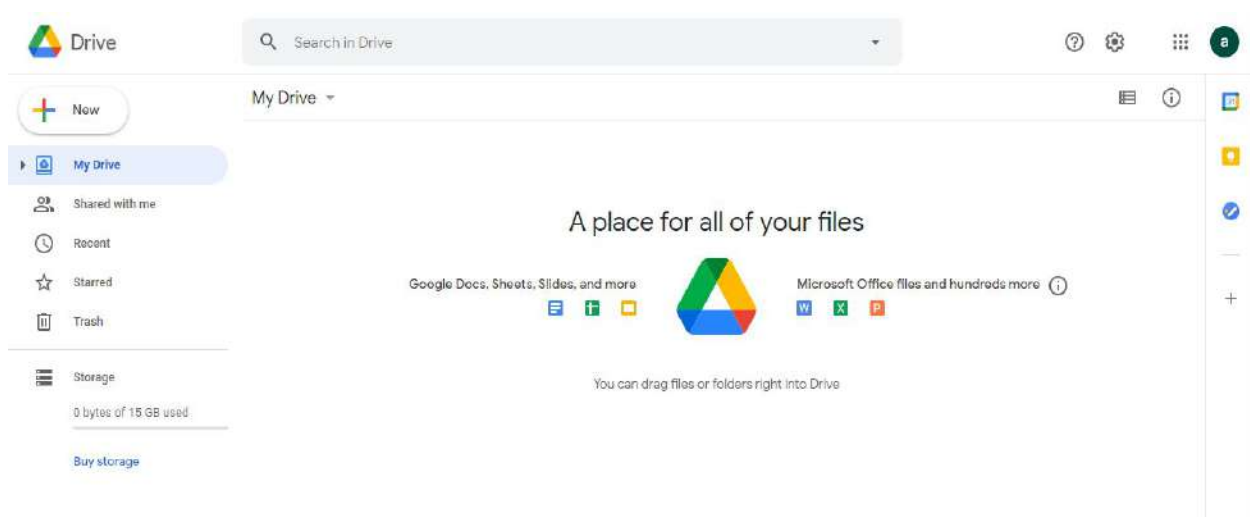 Drive
Search in Drive
a
New
My Drive
31
My Drive
Shared with me
Recent
Starred
Trash
A place for all of your files
Google Docs, Sheets, Slides, and more
Microsoft Office files and hundreds more
W X P
You can drag files or folders right into Drive
Storage
0 bytes of 15 GB used
Buy storage